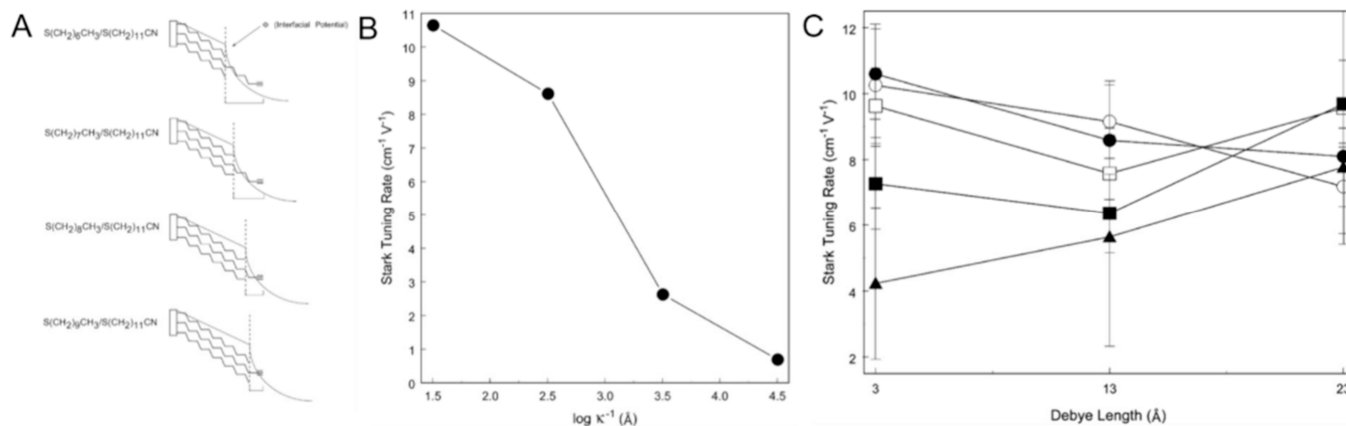 A
S(CH2)6CH3/S(CH2)11CN
⊕ (Interfacial Potential)
S(CH2)7CH3/S(CH2)11CN
S(CH2)8CH3/S(CH2)11CN
S(CH2)9CH3/S(CH2)11CN
B
Stark Tuning Rate (cm⁻¹ V⁻¹)
11
10
9
8
7
6
5
4
3
2
1
0
1.5
2.0
2.5
3.0
3.5
4.0
4.5
log κ⁻¹ (Å)
C
Stark Tuning Rate (cm⁻¹ V⁻¹)
12
10
8
6
4
2
3
13
23
Debye Length (Å)